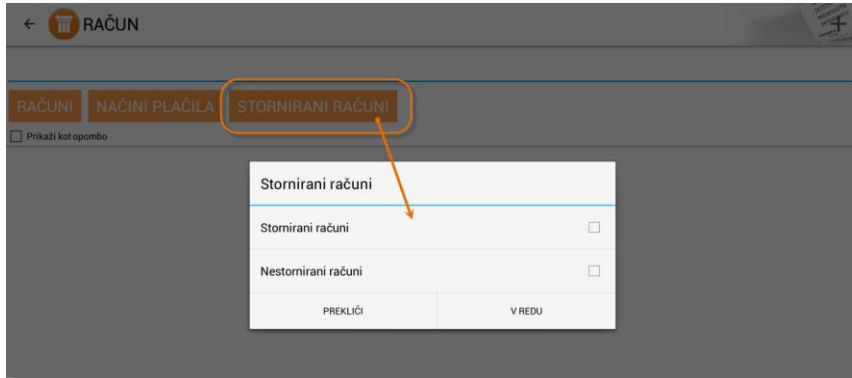 RAČUN
RAČUNI NAČINI PLAČILA STORNIRANI RAČUNI
Prikaži kot opombo
Stornirani računi
Stornirani računi
Nestornirani računi
PREKLIČI V REDU